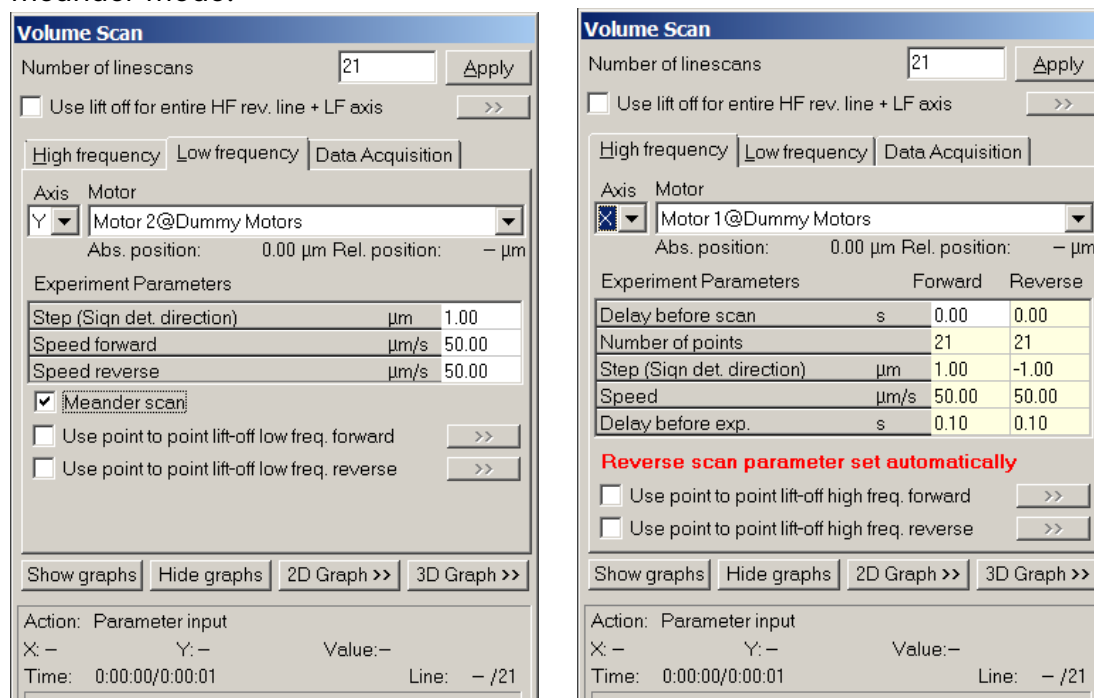 Volume Scan
Number of linescans 21 Apply
Use lift off for entire HF rev. line + LF axis >>
High frequency Low frequency Data Acquisition
Axis Motor
Y Motor 2@Dummy Motors
Abs. position: 0.00 µm Rel. position: – µm
Experiment Parameters
Step (Sign det. direction) µm 1.00
Speed forward µm/s 50.00
Speed reverse µm/s 50.00
Meander scan
Use point to point lift-off low freq. forward >>
Use point to point lift-off low freq. reverse >>
Show graphs Hide graphs 2D Graph >> 3D Graph >>
Action: Parameter input
X: – Y: – Value:–
Time: 0:00:00/0:00:01 Line: – /21
Volume Scan
Number of linescans 21 Apply
Use lift off for entire HF rev. line + LF axis >>
High frequency Low frequency Data Acquisition
Axis Motor
X Motor 1@Dummy Motors
Abs. position: 0.00 µm Rel. position: – µm
Experiment Parameters Forward Reverse
Delay before scan s 0.00 0.00
Number of points 21 21
Step (Sign det. direction) µm 1.00 -1.00
Speed µm/s 50.00 50.00
Delay before exp. s 0.10 0.10
Reverse scan parameter set automatically
Use point to point lift-off high freq. forward >>
Use point to point lift-off high freq. reverse >>
Show graphs Hide graphs 2D Graph >> 3D Graph >>
Action: Parameter input
X: – Y: – Value:–
Time: 0:00:00/0:00:01 Line: – /21